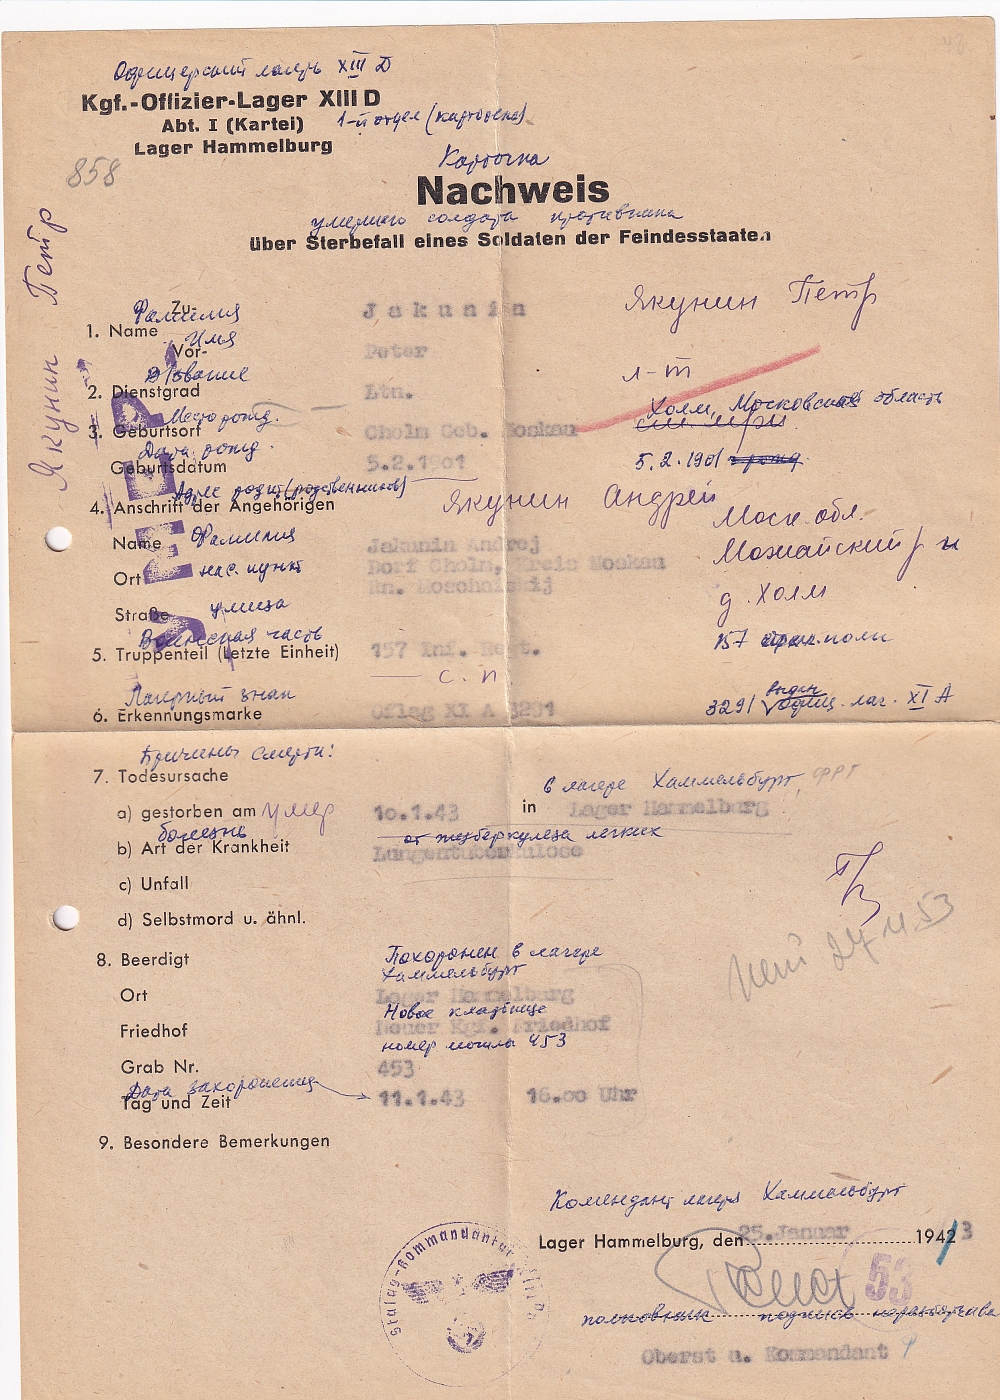 Офицерский лагерь XIII D
Kgf.-Offizier-Lager XIII D
Abt. I (Kartei) 1-й отдел (картотека)
Lager Hammelburg
858
Карточка
Nachweis
умершего солдата противника
über Sterbefall eines Soldaten der Feindesstaaten
Якунин Петр
Фамилия
Zu-
1. Name
Jakunin
Якунин Петр
Имя
Vor-
Peter
Звание
2. Dienstgrad
Ltn.
л-т
Место рожд.
3. Geburtsort
Cholm Geb. Moskau
Холм, Московская область
Дата рожд.
Geburtsdatum
5.2.1901
5.2.1901
Адрес родит (родственников)
4. Anschrift der Angehörigen
Якунин Андрей
Name Фамилия
Jakunin Andrej
Моск. обл.
Ort нас. пункт
Dorf Cholm, Kreis Moskau
Можайский р-н
Rn. Moschaiskij
д. Холм
Straße улица
Воинская часть
5. Truppenteil (Letzte Einheit)
157 Inf. Regt.
157 полк
с. п
Лагерный знак
6. Erkennungsmarke
Oflag XI A 3291
3291 выдан офиц. лаг. XI A
Причины смерти:
7. Todesursache
в лагере Хаммельбург, ФРГ
a) gestorben am умер
10.1.43 in Lager Hammelburg
болезнь
от туберкулеза легких
b) Art der Krankheit
Lungentuberkulose
c) Unfall
d) Selbstmord u. ähnl.
8. Beerdigt
Похоронен в лагере
Хаммельбург
Ort
Lager Hammelburg
Новое кладбище
Friedhof
Neuer Kgf. Friedhof
номер могилы 453
Grab Nr.
453
Дата захоронения
Tag und Zeit
11.1.43 16.00 Uhr
9. Besondere Bemerkungen
Комендант лагеря Хаммельбург
Lager Hammelburg, den 25. Januar 1943
53
полковник подпись неразборчива
Oberst u. Kommandant